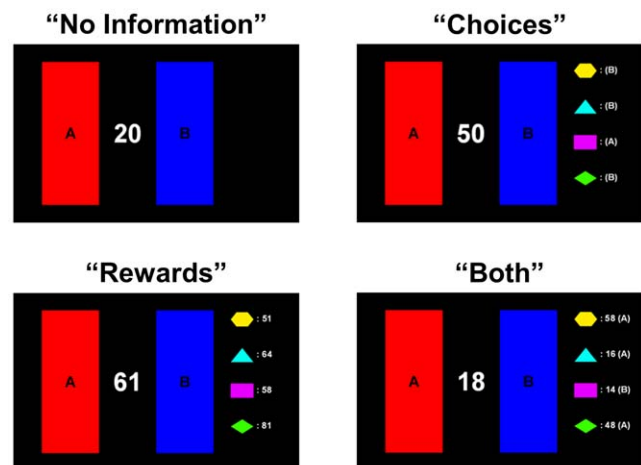 “No Information”
A 20 B
“Choices”
A 50 B
: (B)
: (B)
: (A)
: (B)
“Rewards”
A 61 B
: 51
: 64
: 58
: 81
“Both”
A 18 B
: 58 (A)
: 16 (A)
: 14 (B)
: 48 (A)